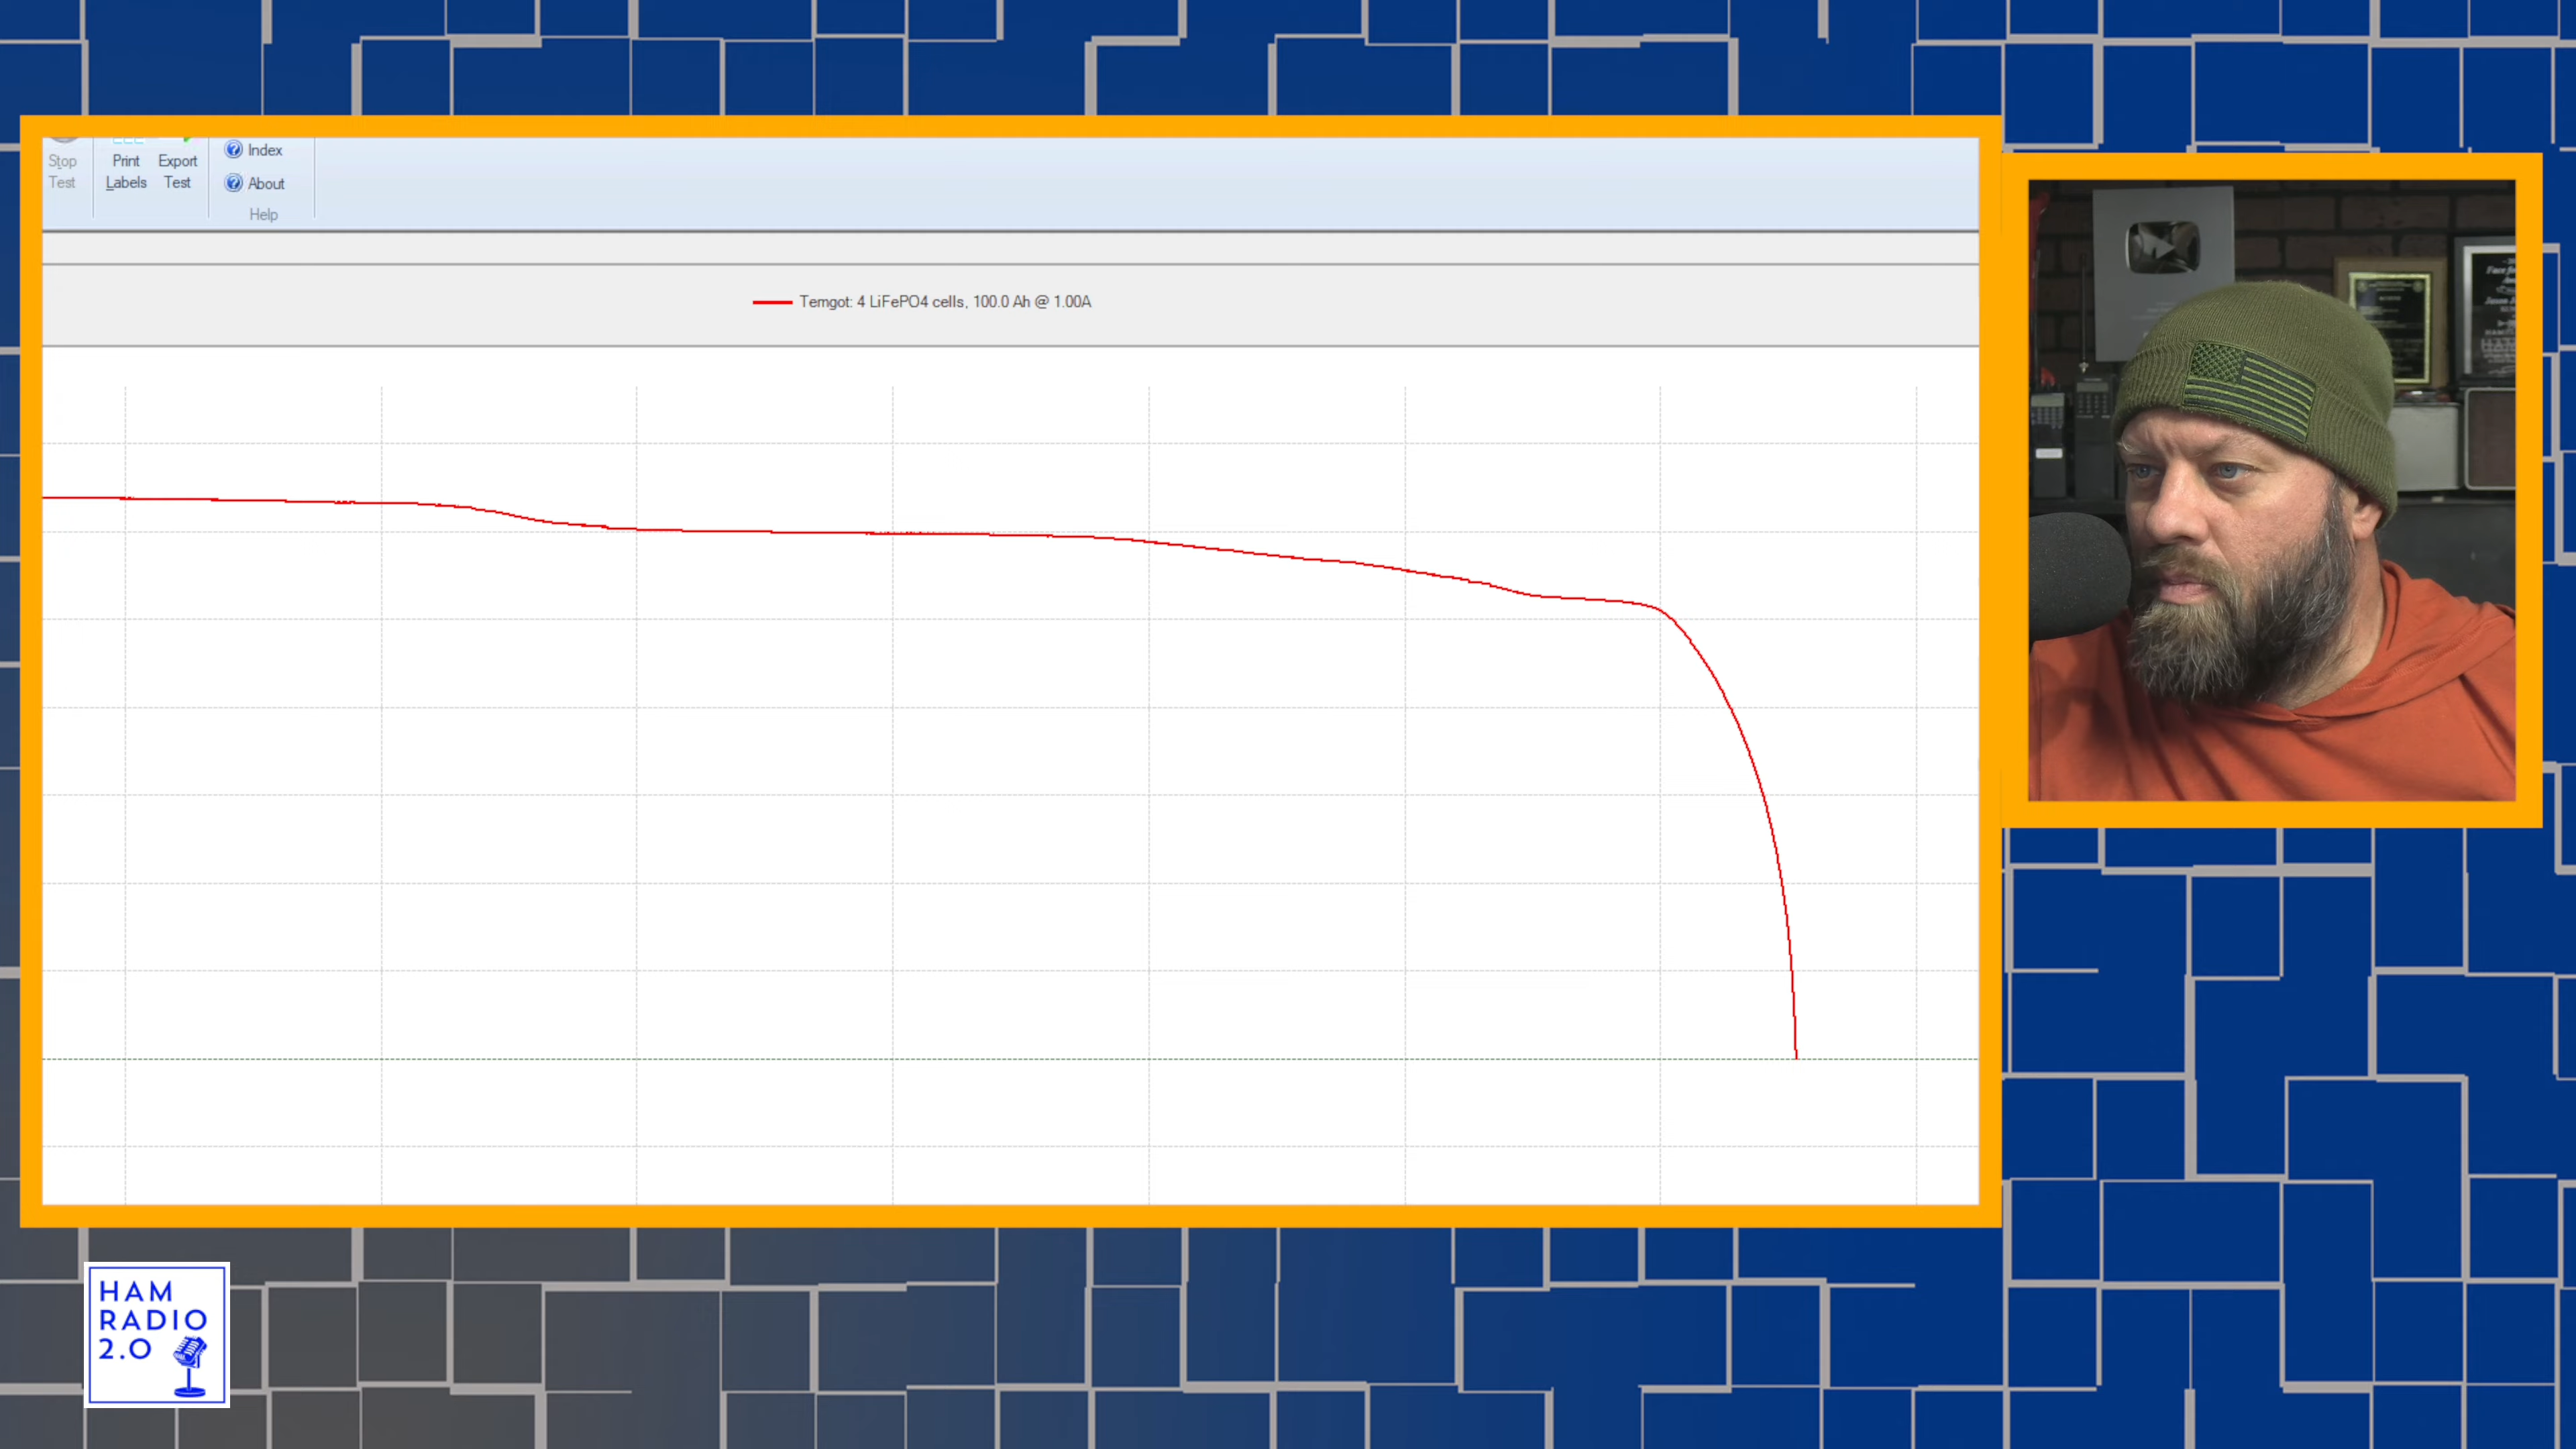 Stop
Test
Print
Labels
Export
Test
Index
About
Help
Temgot: 4 LiFePO4 cells, 100.0 Ah @ 1.00A
HAM
RADIO
2.0